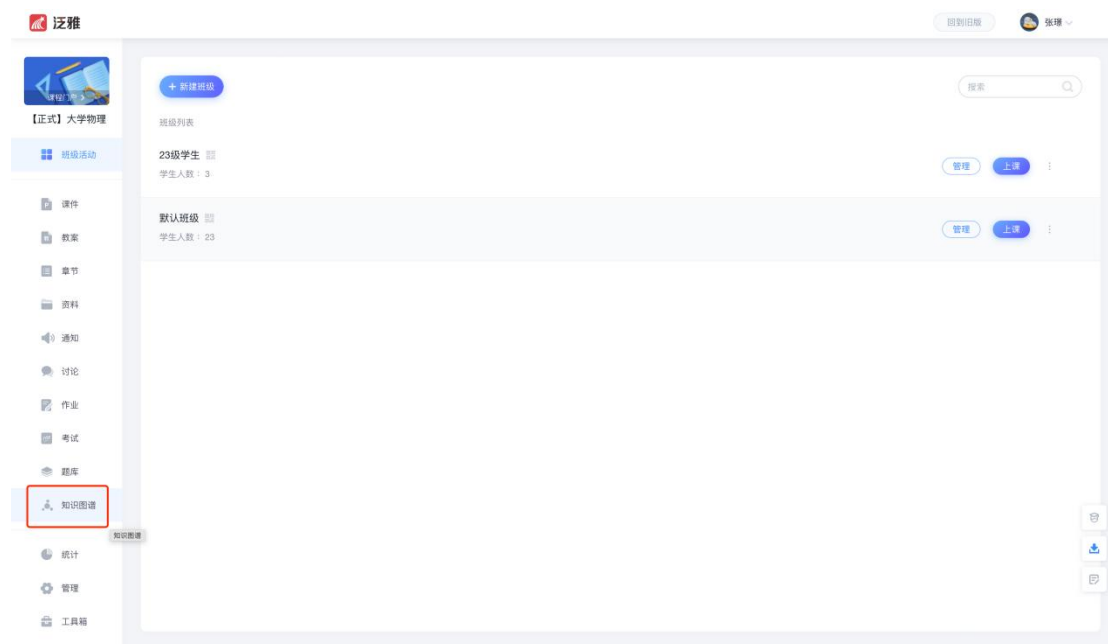 泛雅
回到旧版
张璟
课程门户 >
【正式】大学物理
班级活动
课件
教案
章节
资料
通知
讨论
作业
考试
题库
知识图谱
知识图谱
统计
管理
工具箱
+ 新建班级
搜索
班级列表
23级学生
学生人数：3
管理
上课
默认班级
学生人数：23
管理
上课